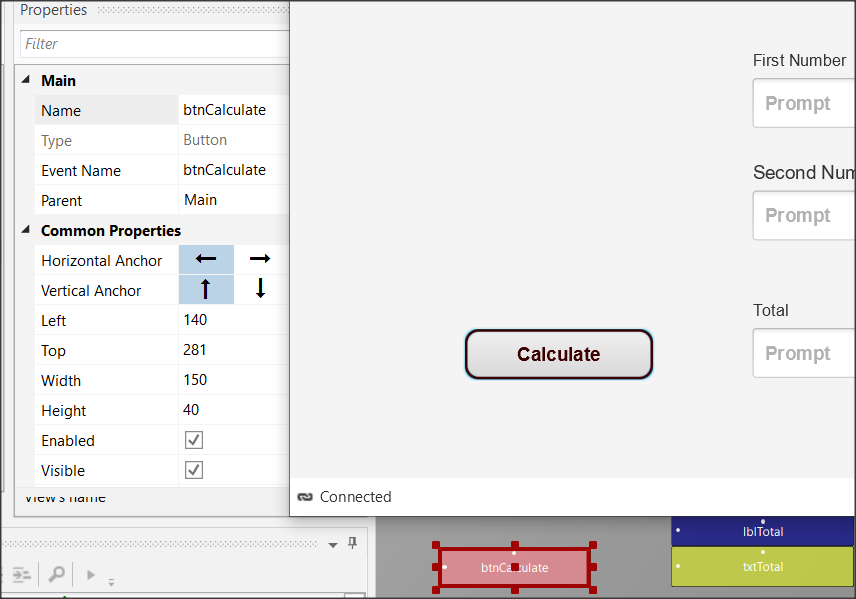 Properties
Filter
Main
Name btnCalculate
Type Button
Event Name btnCalculate
Parent Main
Common Properties
Horizontal Anchor
Vertical Anchor
Left 140
Top 281
Width 150
Height 40
Enabled
Visible
View's name
First Number
Prompt
Second Num
Prompt
Total
Prompt
Calculate
Connected
lblTotal
txtTotal
btnCalculate